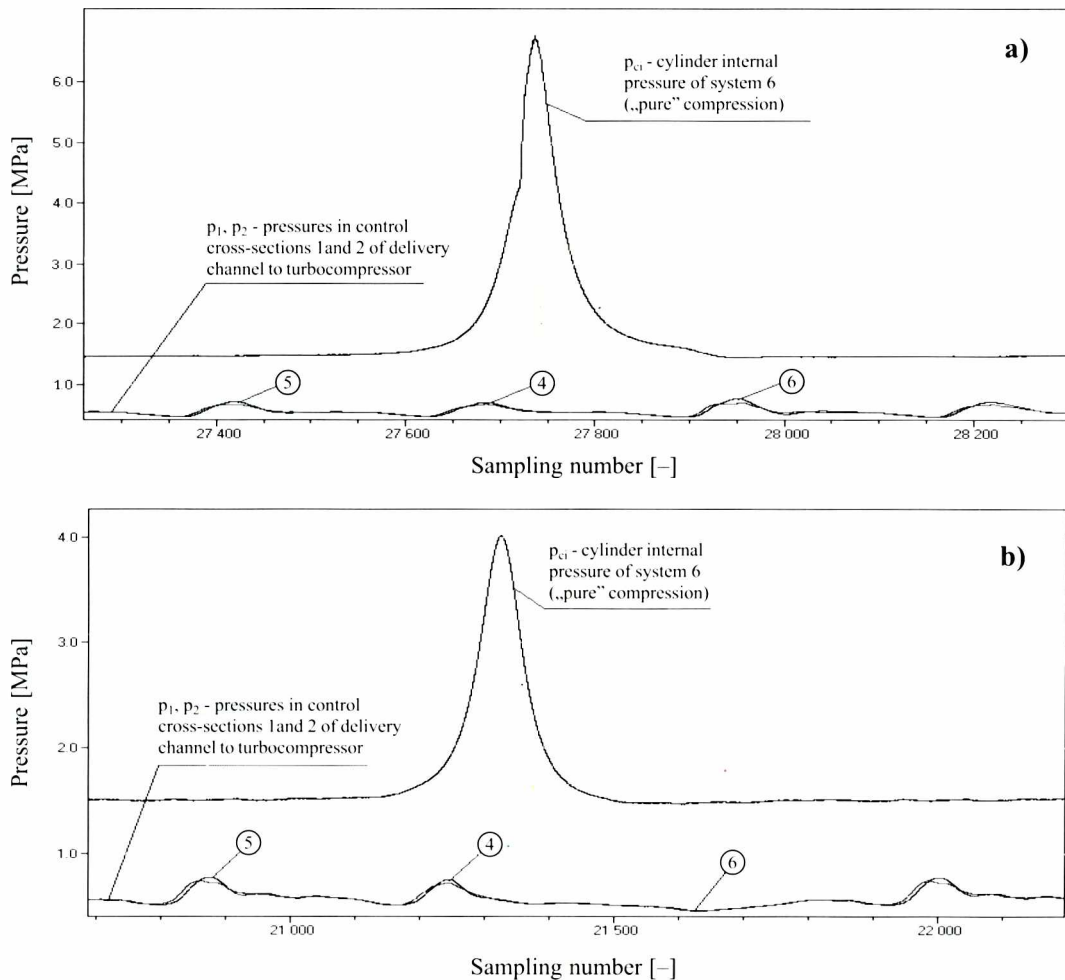 a)
Pressure [MPa]
6.0
5.0
4.0
3.0
2.0
1.0
p_ci - cylinder internal
pressure of system 6
(„pure” compression)
p₁, p₂ - pressures in control
cross-sections 1and 2 of delivery
channel to turbocompressor
5
4
6
27 400
27 600
27 800
28 000
28 200
Sampling number [–]
b)
Pressure [MPa]
4.0
3.0
2.0
1.0
p_ci - cylinder internal
pressure of system 6
(„pure” compression)
p₁, p₂ - pressures in control
cross-sections 1and 2 of delivery
channel to turbocompressor
5
4
6
21 000
21 500
22 000
Sampling number [–]